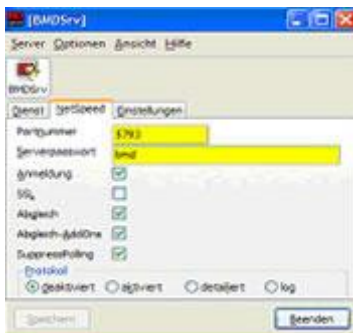 [BMDSrv]
Server Optionen Ansicht Hilfe
BMDSrv
Dienst NetSpeed Einstellungen
Portnummer 5793
Serverpasswort bmd
Anmeldung
SSL
Abgleich
Abgleich-AddOns
SuppressPolling
Protokoll
deaktiviert aktiviert detailliert log
Speichern Beenden